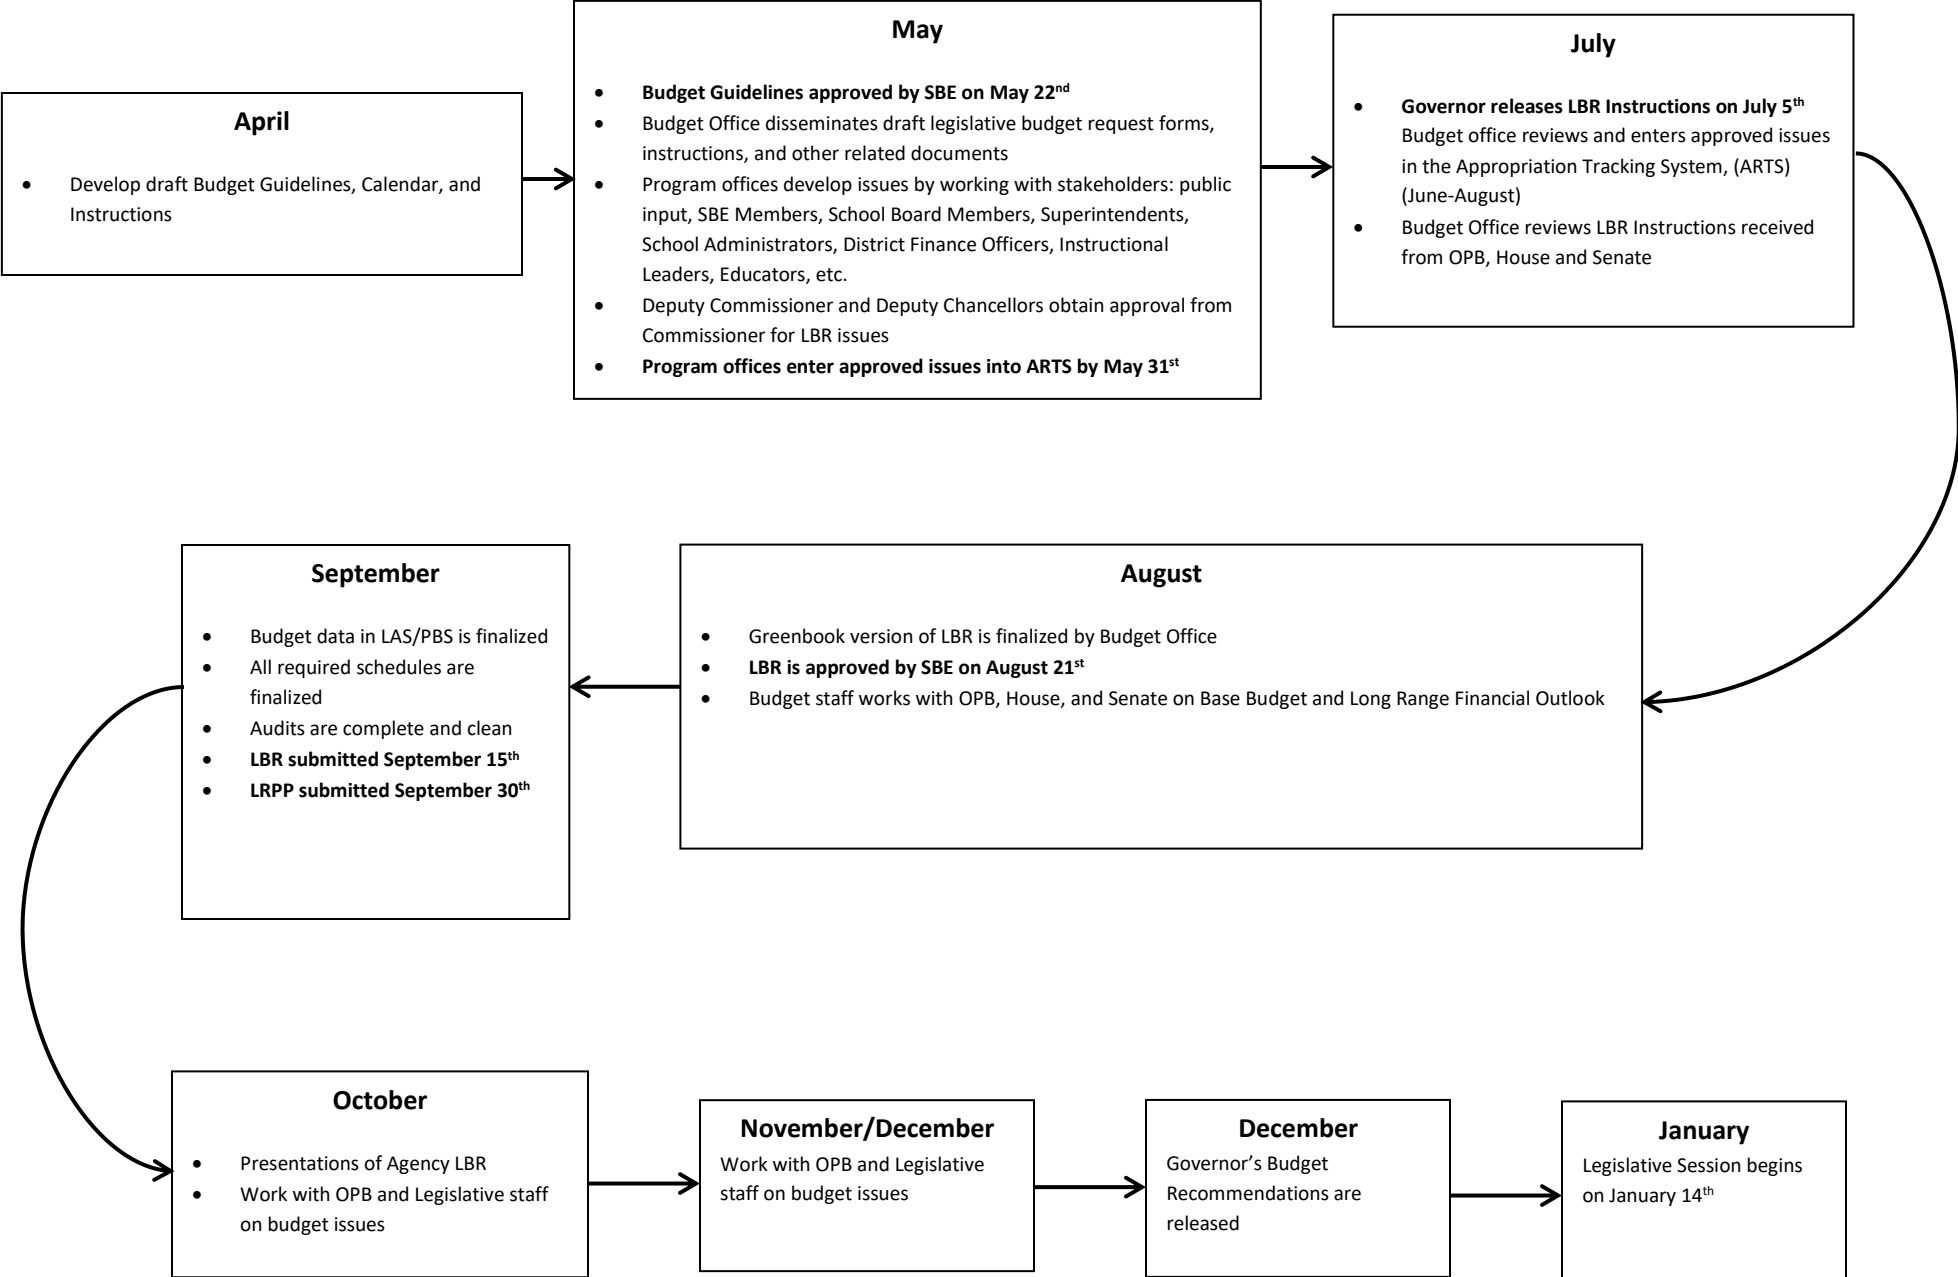 April
• Develop draft Budget Guidelines, Calendar, and
Instructions
May
• Budget Guidelines approved by SBE on May 22nd
• Budget Office disseminates draft legislative budget request forms,
instructions, and other related documents
• Program offices develop issues by working with stakeholders: public
input, SBE Members, School Board Members, Superintendents,
School Administrators, District Finance Officers, Instructional
Leaders, Educators, etc.
• Deputy Commissioner and Deputy Chancellors obtain approval from
Commissioner for LBR issues
• Program offices enter approved issues into ARTS by May 31st
July
• Governor releases LBR Instructions on July 5th
Budget office reviews and enters approved issues
in the Appropriation Tracking System, (ARTS)
(June-August)
• Budget Office reviews LBR Instructions received
from OPB, House and Senate
August
• Greenbook version of LBR is finalized by Budget Office
• LBR is approved by SBE on August 21st
• Budget staff works with OPB, House, and Senate on Base Budget and Long Range Financial Outlook
September
• Budget data in LAS/PBS is finalized
• All required schedules are
finalized
• Audits are complete and clean
• LBR submitted September 15th
• LRPP submitted September 30th
October
• Presentations of Agency LBR
• Work with OPB and Legislative staff
on budget issues
November/December
Work with OPB and Legislative
staff on budget issues
December
Governor’s Budget
Recommendations are
released
January
Legislative Session begins
on January 14th